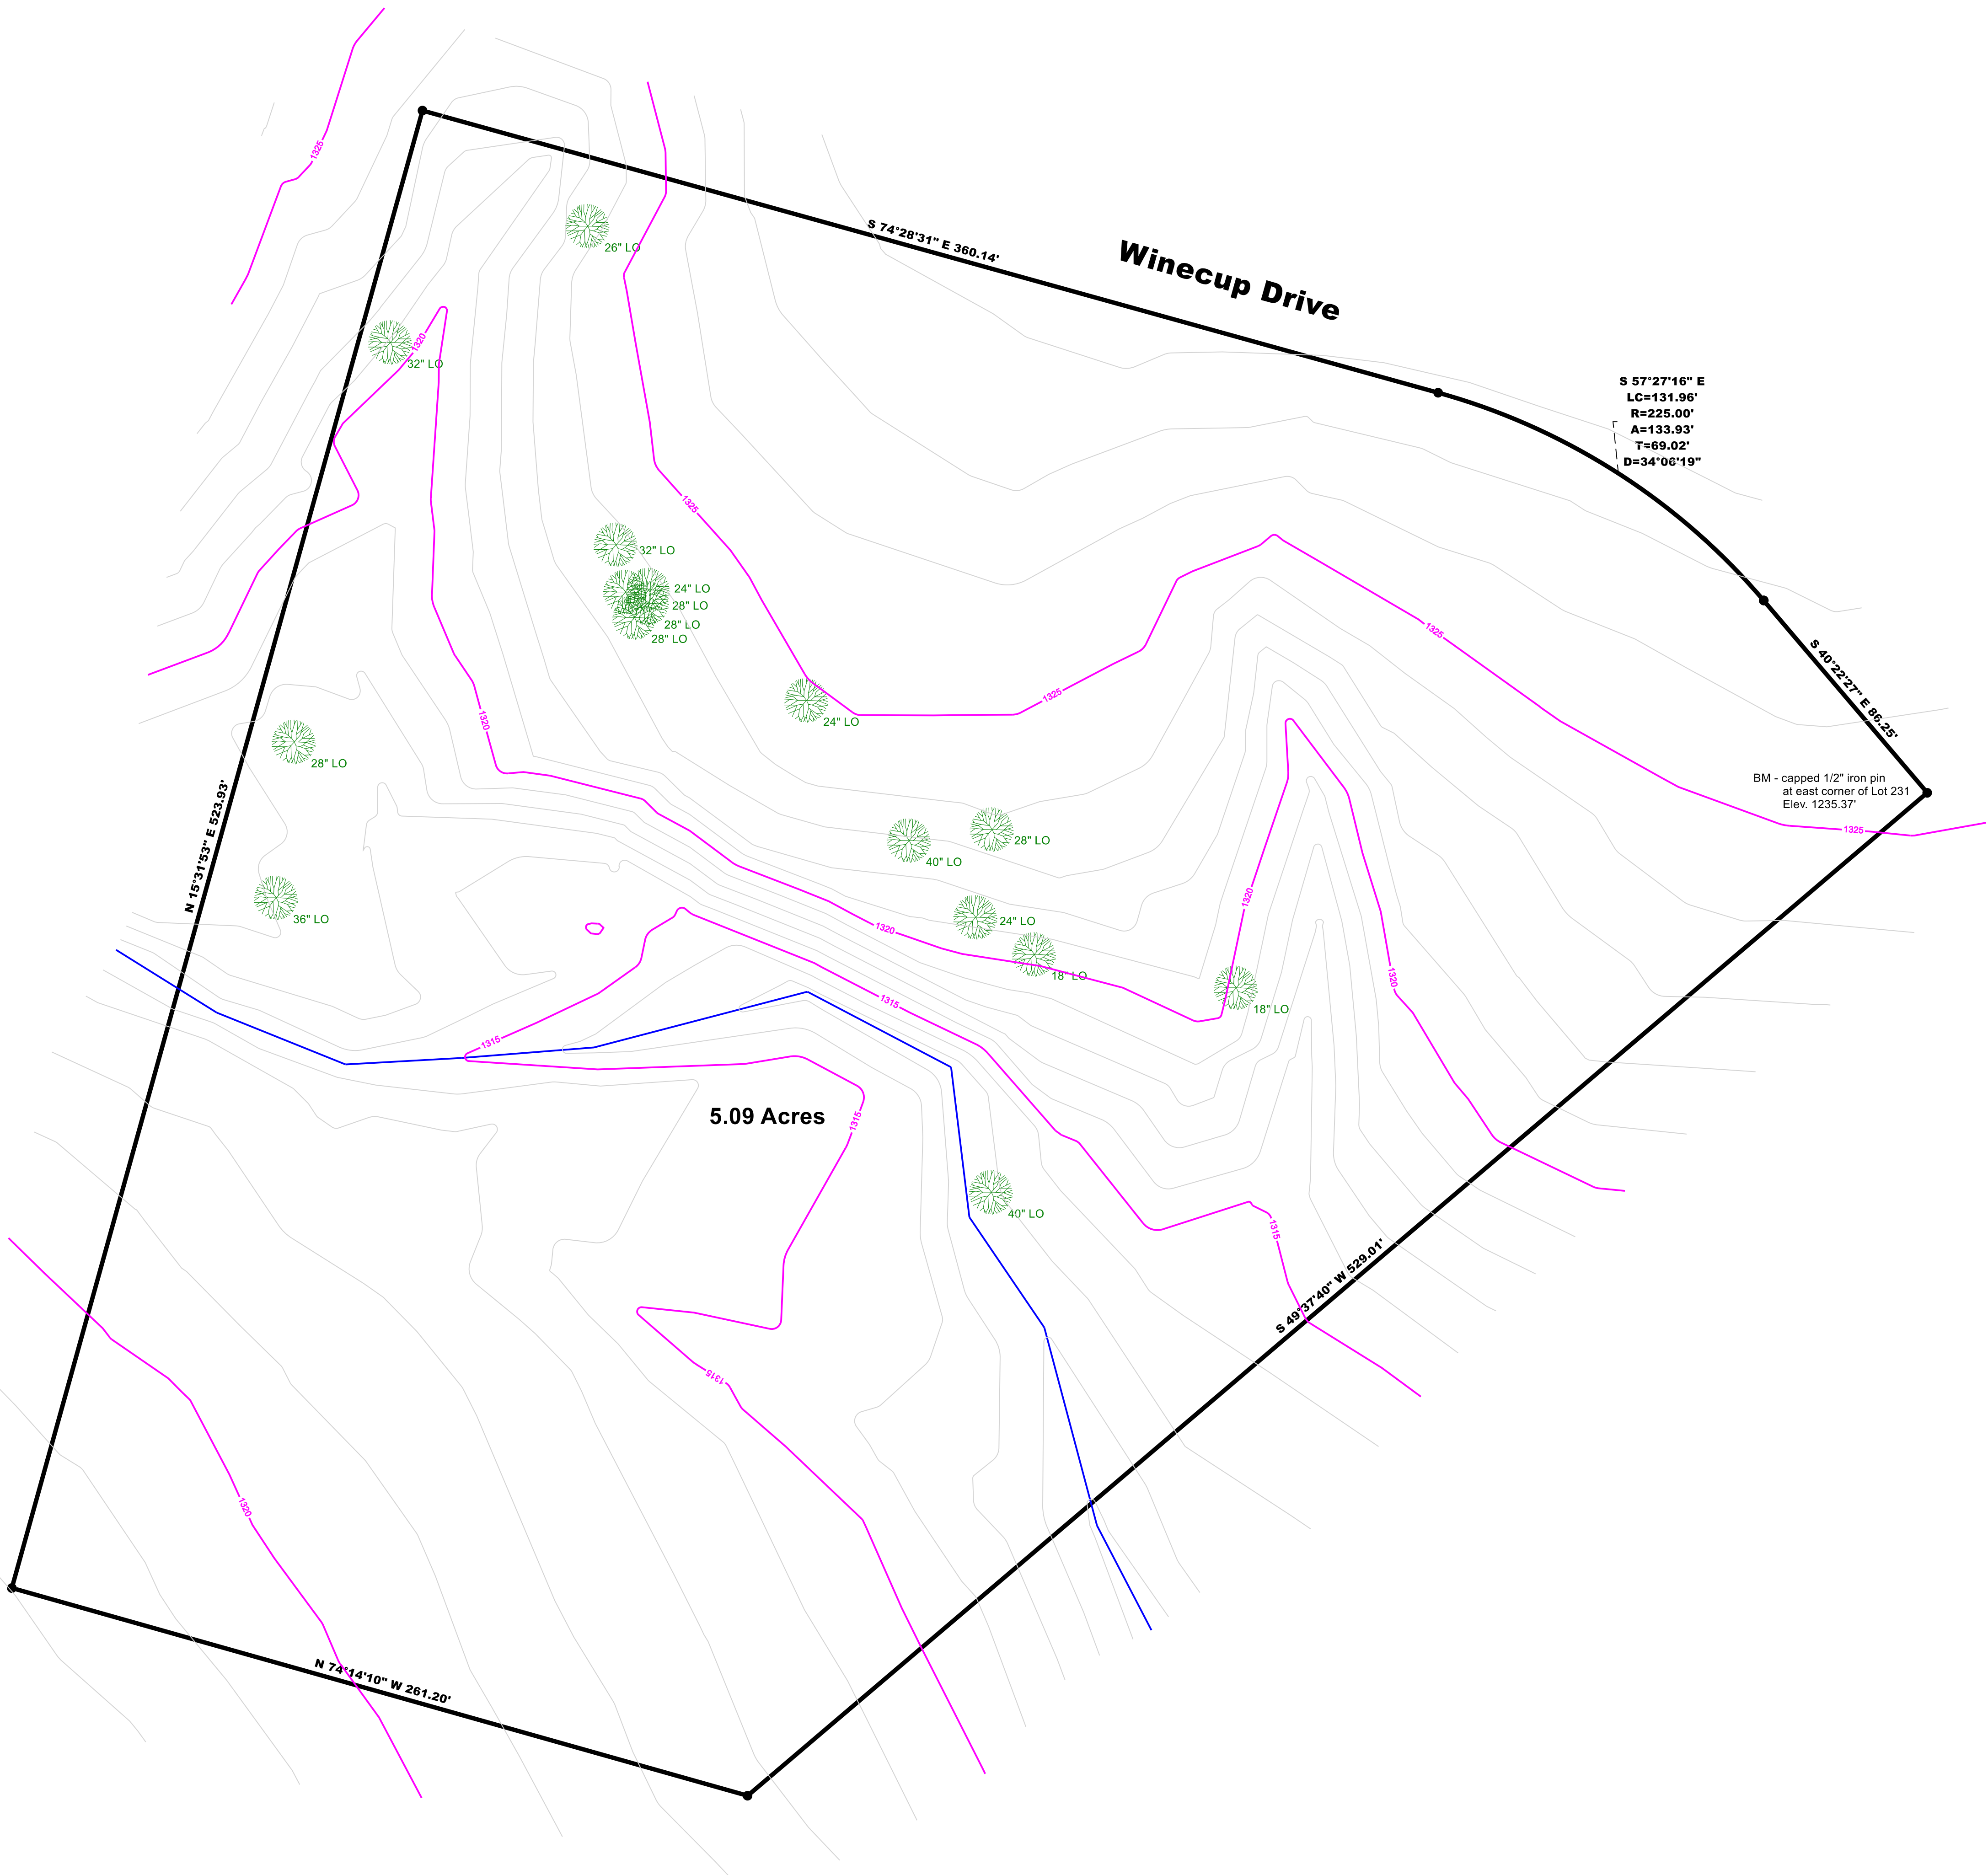 1325
S 74°28'31" E 360.14'
Winecup Drive
26" LO
1320
32" LO
S 57°27'16" E
LC=131.96'
R=225.00'
A=133.93'
T=69.02'
D=34°06'19"
1325
32" LO
24" LO
28" LO
28" LO
28" LO
1325
S 40°22'27" E 86.25'
1325
24" LO
1320
28" LO
BM - capped 1/2" iron pin
at east corner of Lot 231
Elev. 1235.37'
1325
N 15°31'53" E 523.93'
28" LO
40" LO
1320
36" LO
24" LO
1320
18" LO
1320
18" LO
1315
1315
5.09 Acres
1315
40" LO
1315
S 49°37'40" W 529.01'
1315
1320
N 74°14'10" W 261.20'